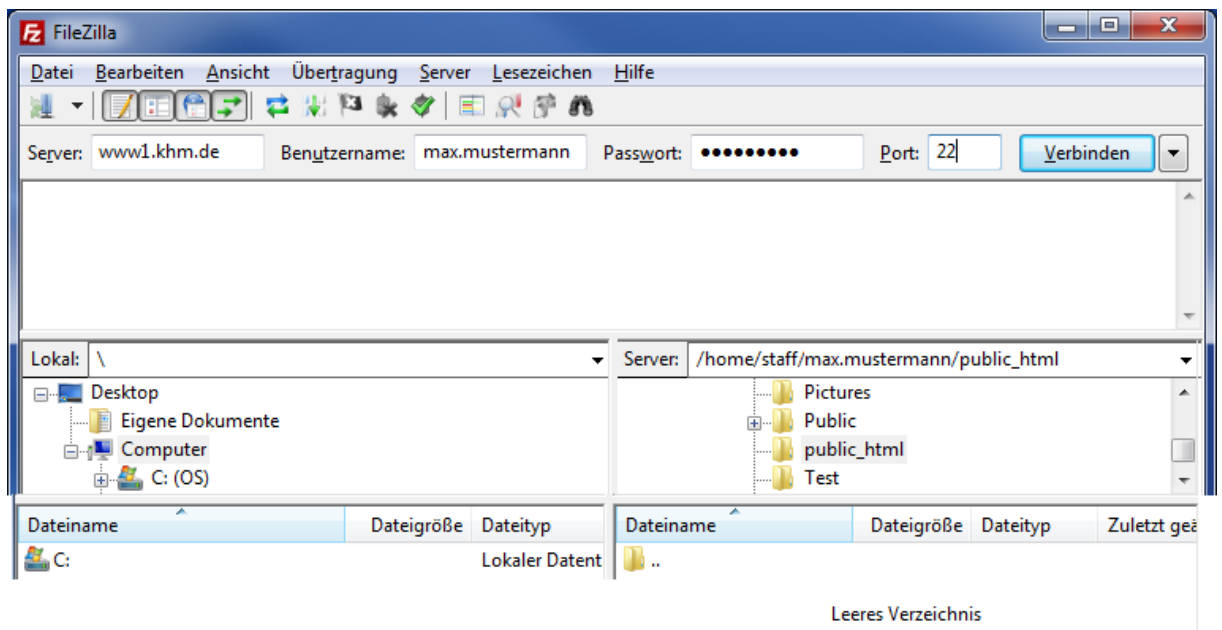 FileZilla
Datei Bearbeiten Ansicht Übertragung Server Lesezeichen Hilfe
Server: www1.khm.de Benutzername: max.mustermann Passwort: ●●●●●●●●● Port: 22 Verbinden
Lokal: \
Server: /home/staff/max.mustermann/public_html
Desktop
Eigene Dokumente
Computer
C: (OS)
Pictures
Public
public_html
Test
Dateiname Dateigröße Dateityp
C: Lokaler Datent
Dateiname Dateigröße Dateityp Zuletzt geä
..
Leeres Verzeichnis